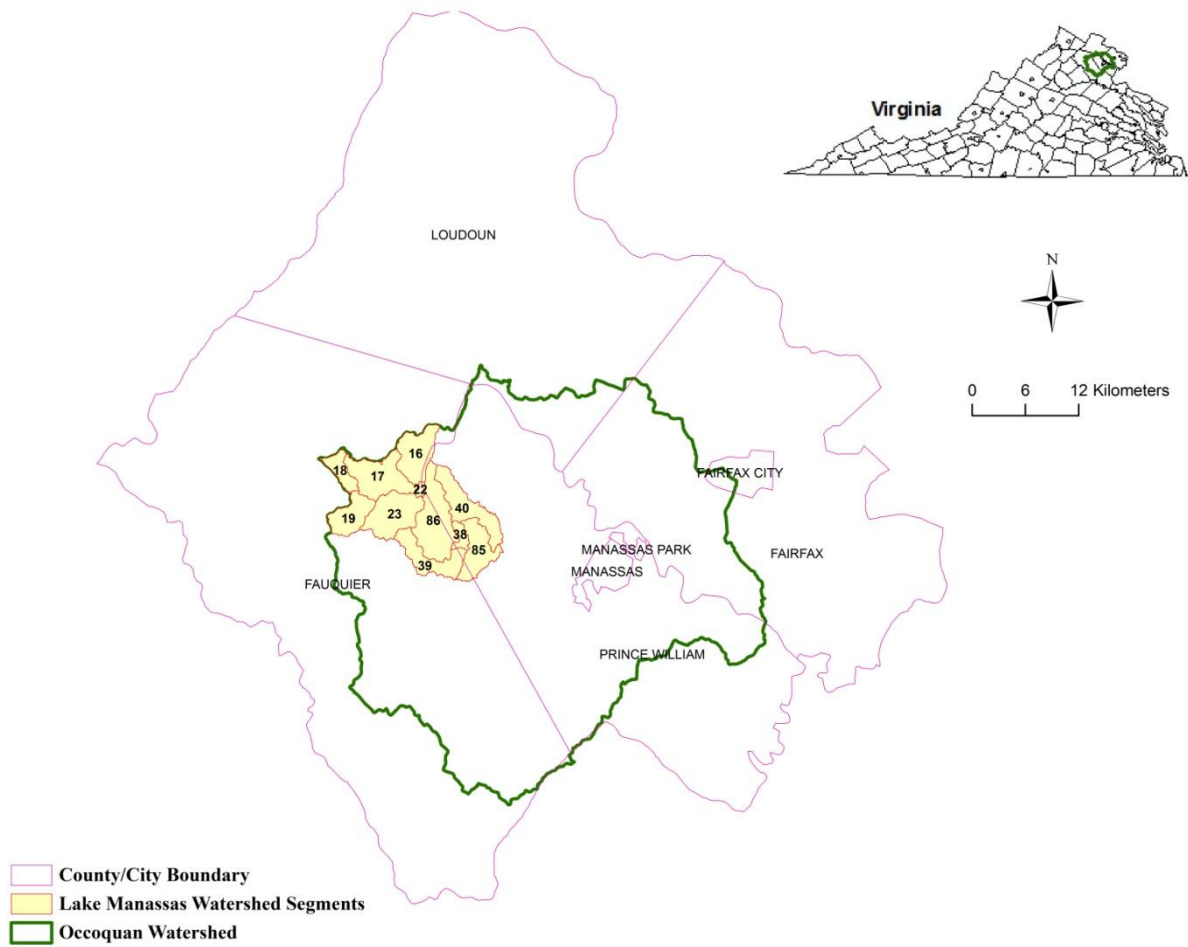 Virginia
LOUDOUN
N
0 6 12 Kilometers
16
18
17
22
FAIRFAX CITY
40
19
23
86
38
85
MANASSAS PARK
FAIRFAX
39
MANASSAS
FAUQUIER
PRINCE WILLIAM
County/City Boundary
Lake Manassas Watershed Segments
Occoquan Watershed